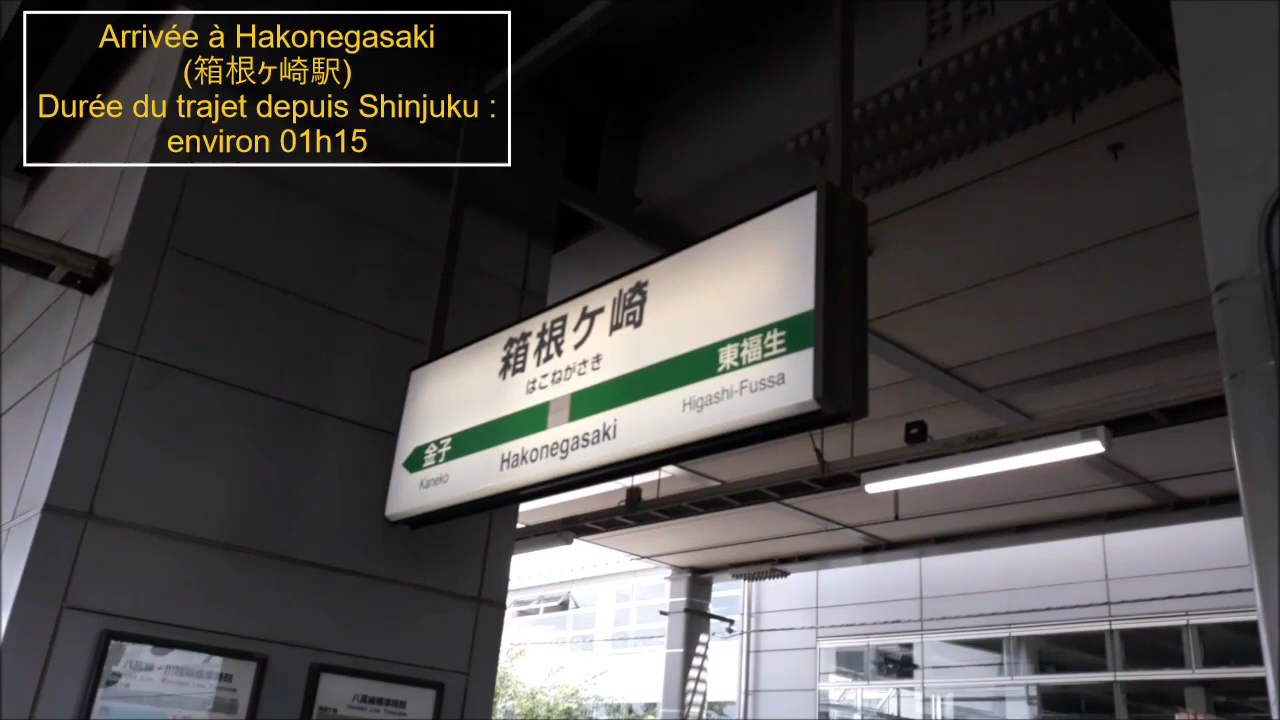 Arrivée à Hakonegasaki
(箱根ヶ崎駅)
Durée du trajet depuis Shinjuku :
environ 01h15
箱根ケ崎
はこねがさき
東福生
金子
Hakonegasaki
Higashi-Fussa
Kaneko